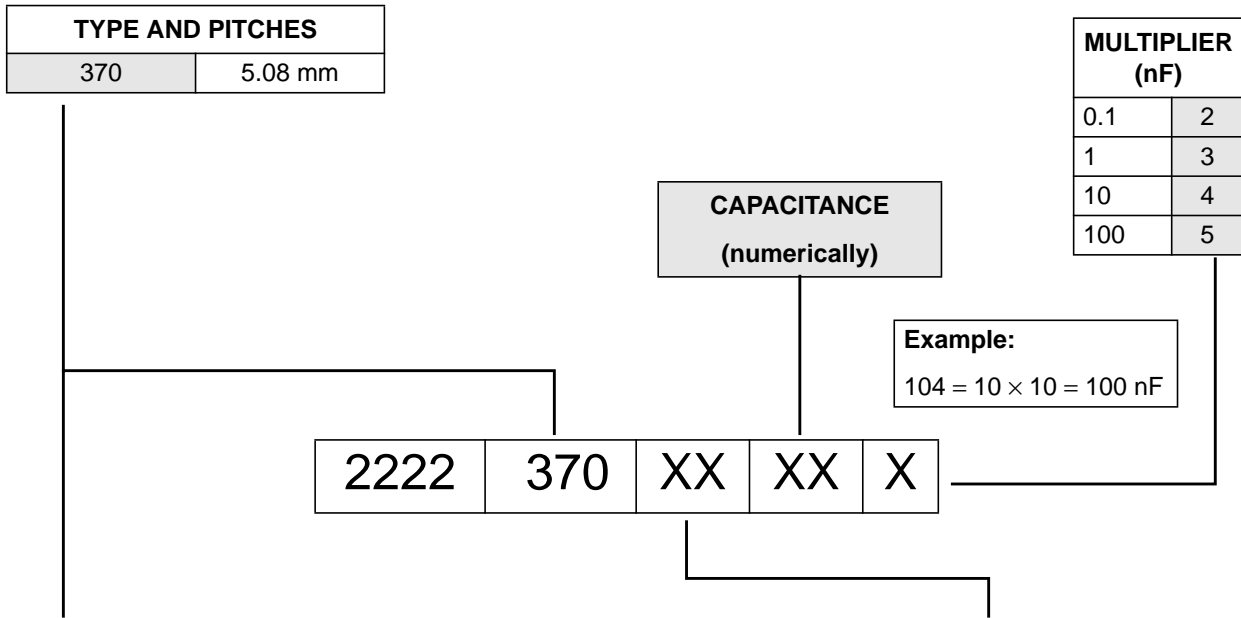 TYPE AND PITCHES
370 5.08 mm
MULTIPLIER
(nF)
0.1 2
1 3
10 4
100 5
CAPACITANCE
(numerically)
Example:
104 = 10 × 10 = 100 nF
2222 370 XX XX X